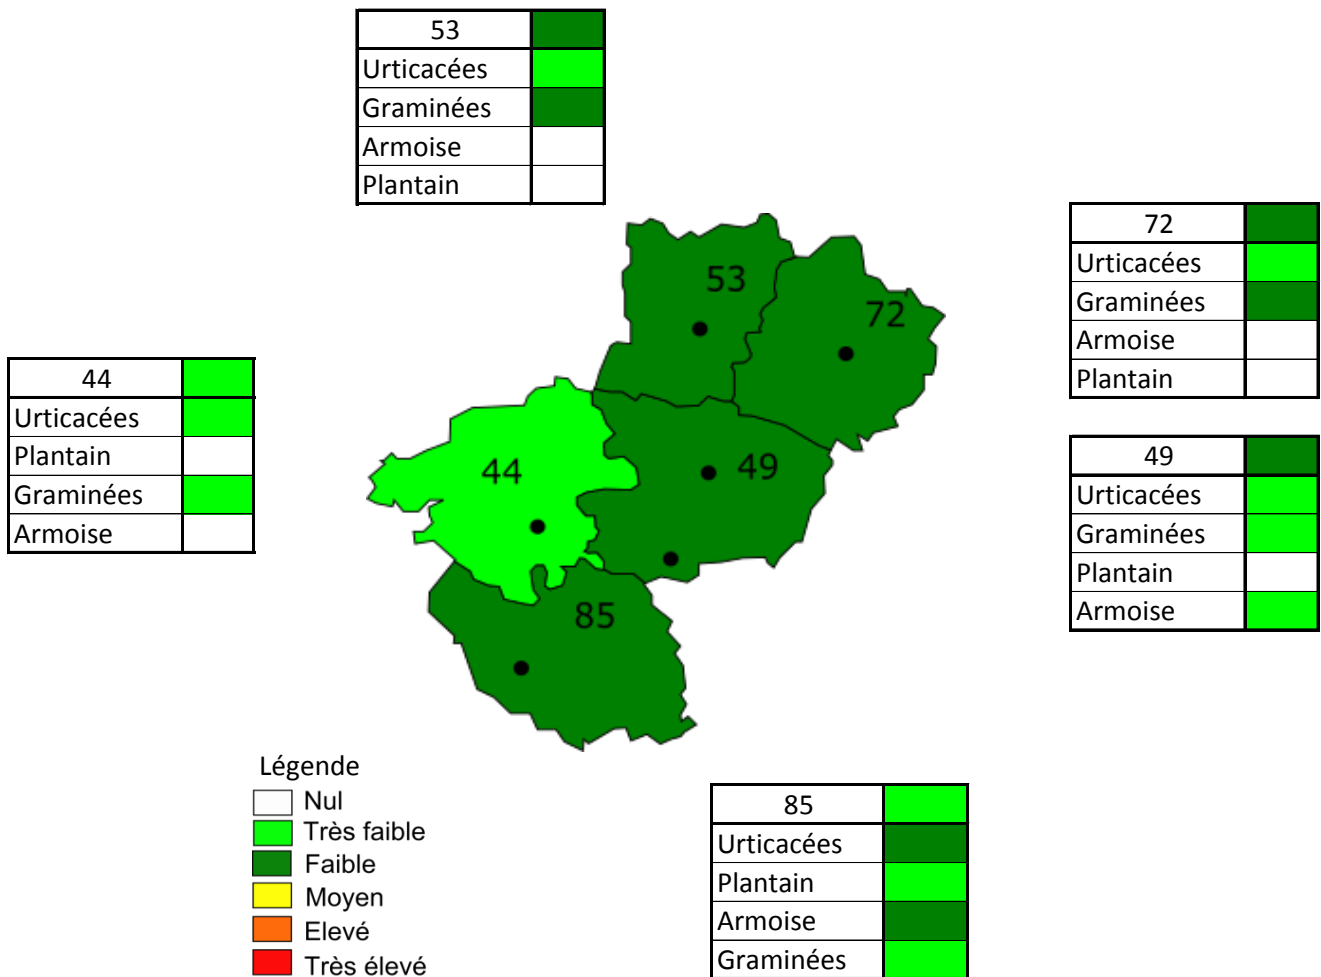 53
Urticacées
Graminées
Armoise
Plantain
72
Urticacées
Graminées
Armoise
Plantain
53
72
44
Urticacées
Plantain
Graminées
Armoise
44
49
49
Urticacées
Graminées
Plantain
Armoise
85
Légende
Nul
Très faible
Faible
Moyen
Elevé
Très élevé
85
Urticacées
Plantain
Armoise
Graminées